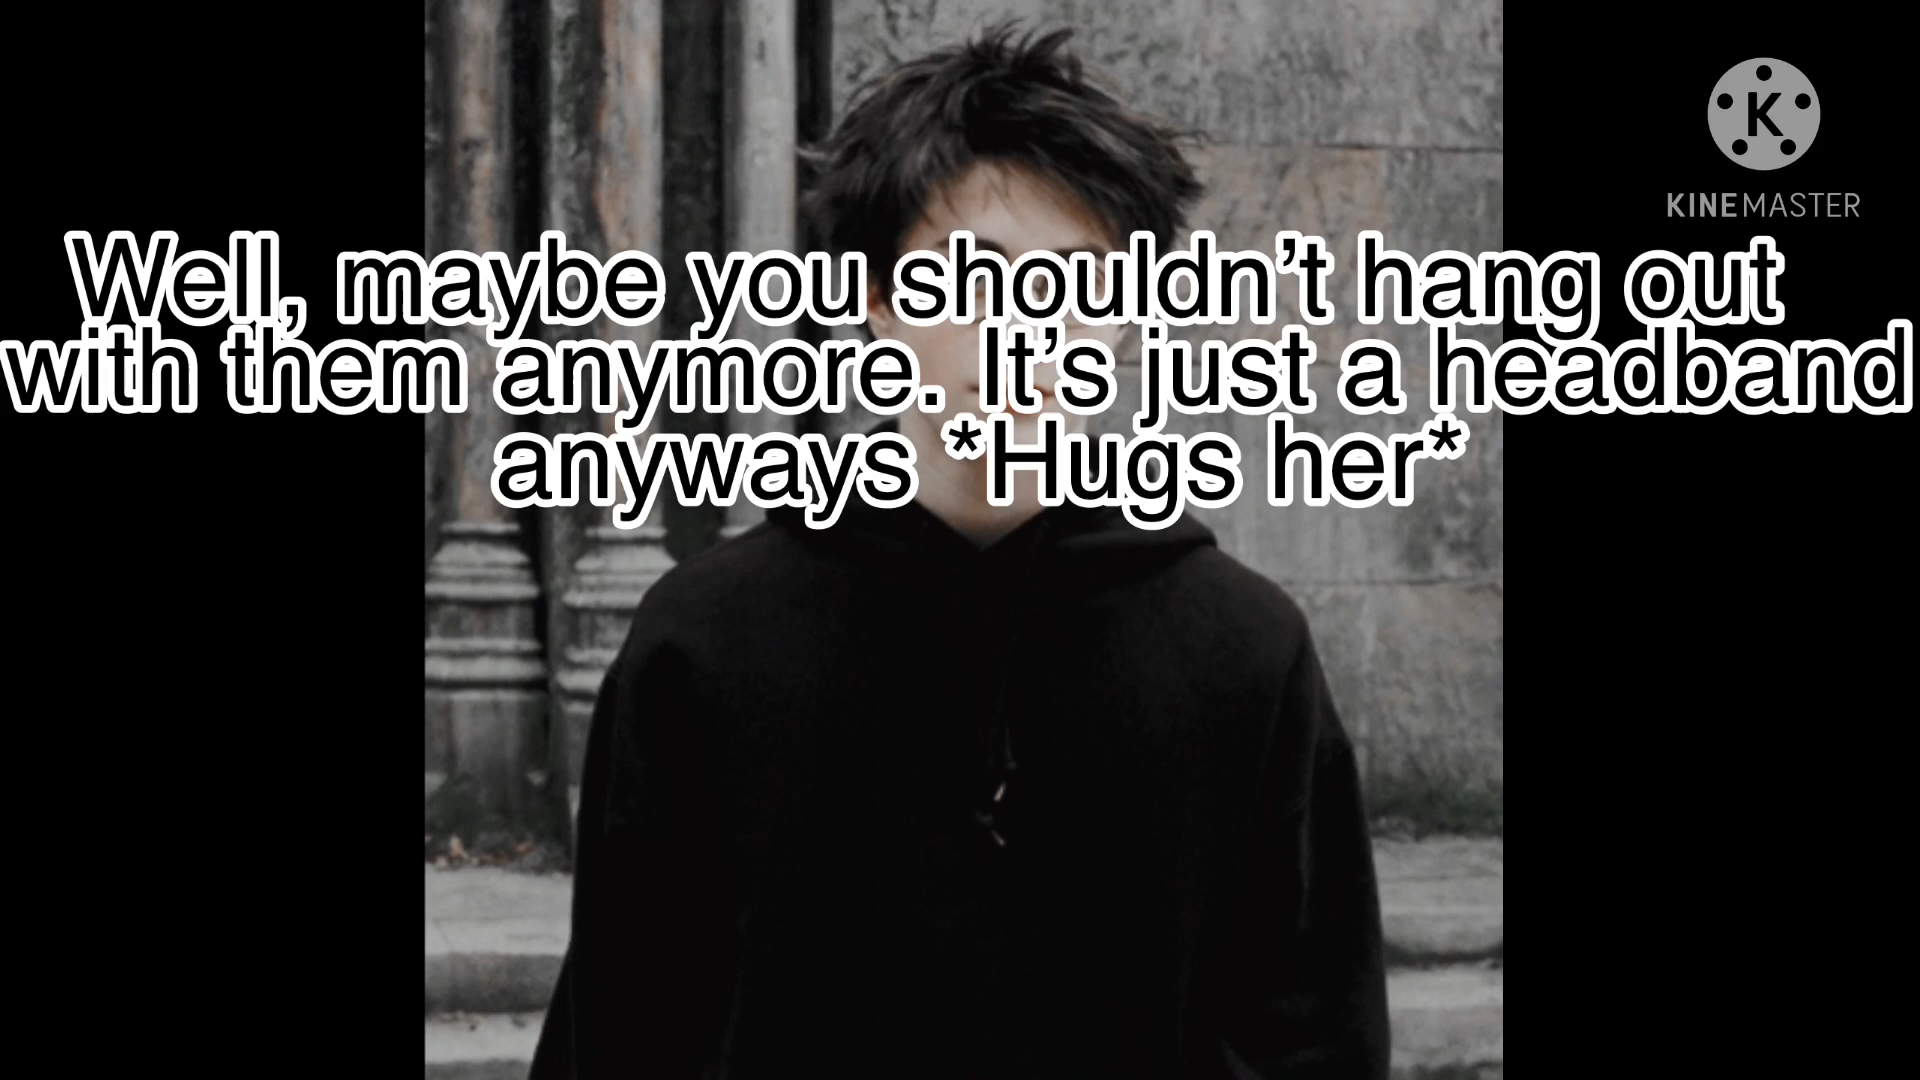 K
KINEMASTER
Well, maybe you shouldn’t hang out
with them anymore. It’s just a headband
anyways *Hugs her*